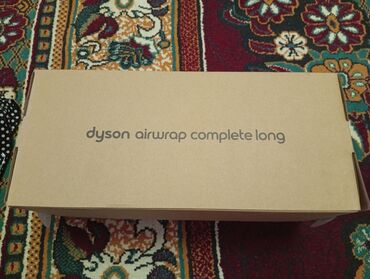 dyson airwrap complete long